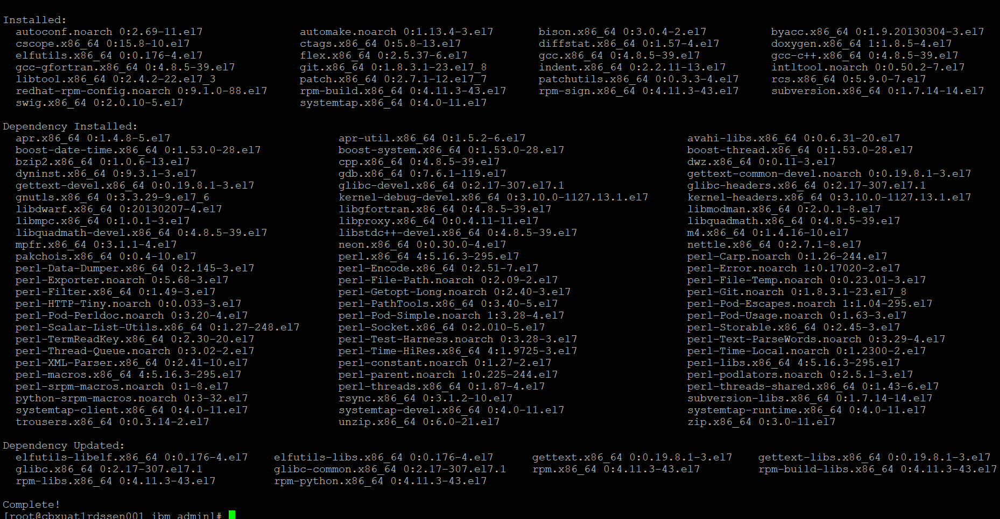 Installed:
autoconf.noarch 0:2.69-11.el7 automake.noarch 0:1.13.4-3.el7 bison.x86_64 0:3.0.4-2.el7 byacc.x86_64 0:1.9.20130304-3.el7
cscope.x86_64 0:15.8-10.el7 ctags.x86_64 0:5.8-13.el7 diffstat.x86_64 0:1.57-4.el7 doxygen.x86_64 1:1.8.5-4.el7
elfutils.x86_64 0:0.176-4.el7 flex.x86_64 0:2.5.37-6.el7 gcc.x86_64 0:4.8.5-39.el7 gcc-c++.x86_64 0:4.8.5-39.el7
gcc-gfortran.x86_64 0:4.8.5-39.el7 git.x86_64 0:1.8.3.1-23.el7_8 indent.x86_64 0:2.2.11-13.el7 intltool.noarch 0:0.50.2-7.el7
libtool.x86_64 0:2.4.2-22.el7_3 patch.x86_64 0:2.7.1-12.el7_7 patchutils.x86_64 0:0.3.3-4.el7 rcs.x86_64 0:5.9.0-7.el7
redhat-rpm-config.noarch 0:9.1.0-88.el7 rpm-build.x86_64 0:4.11.3-43.el7 rpm-sign.x86_64 0:4.11.3-43.el7 subversion.x86_64 0:1.7.14-14.el7
swig.x86_64 0:2.0.10-5.el7 systemtap.x86_64 0:4.0-11.el7
Dependency Installed:
apr.x86_64 0:1.4.8-5.el7 apr-util.x86_64 0:1.5.2-6.el7 avahi-libs.x86_64 0:0.6.31-20.el7
boost-date-time.x86_64 0:1.53.0-28.el7 boost-system.x86_64 0:1.53.0-28.el7 boost-thread.x86_64 0:1.53.0-28.el7
bzip2.x86_64 0:1.0.6-13.el7 cpp.x86_64 0:4.8.5-39.el7 dwz.x86_64 0:0.11-3.el7
dyninst.x86_64 0:9.3.1-3.el7 gdb.x86_64 0:7.6.1-119.el7 gettext-common-devel.noarch 0:0.19.8.1-3.el7
gettext-devel.x86_64 0:0.19.8.1-3.el7 glibc-devel.x86_64 0:2.17-307.el7.1 glibc-headers.x86_64 0:2.17-307.el7.1
gnutls.x86_64 0:3.3.29-9.el7_6 kernel-debug-devel.x86_64 0:3.10.0-1127.13.1.el7 kernel-headers.x86_64 0:3.10.0-1127.13.1.el7
libdwarf.x86_64 0:20130207-4.el7 libgfortran.x86_64 0:4.8.5-39.el7 libmodman.x86_64 0:2.0.1-8.el7
libmpc.x86_64 0:1.0.1-3.el7 libproxy.x86_64 0:0.4.11-11.el7 libquadmath.x86_64 0:4.8.5-39.el7
libquadmath-devel.x86_64 0:4.8.5-39.el7 libstdc++-devel.x86_64 0:4.8.5-39.el7 m4.x86_64 0:1.4.16-10.el7
mpfr.x86_64 0:3.1.1-4.el7 neon.x86_64 0:0.30.0-4.el7 nettle.x86_64 0:2.7.1-8.el7
pakchois.x86_64 0:0.4-10.el7 perl.x86_64 4:5.16.3-295.el7 perl-Carp.noarch 0:1.26-244.el7
perl-Data-Dumper.x86_64 0:2.145-3.el7 perl-Encode.x86_64 0:2.51-7.el7 perl-Error.noarch 1:0.17020-2.el7
perl-Exporter.noarch 0:5.68-3.el7 perl-File-Path.noarch 0:2.09-2.el7 perl-File-Temp.noarch 0:0.23.01-3.el7
perl-Filter.x86_64 0:1.49-3.el7 perl-Getopt-Long.noarch 0:2.40-3.el7 perl-Git.noarch 0:1.8.3.1-23.el7_8
perl-HTTP-Tiny.noarch 0:0.033-3.el7 perl-PathTools.x86_64 0:3.40-5.el7 perl-Pod-Escapes.noarch 1:1.04-295.el7
perl-Pod-Perldoc.noarch 0:3.20-4.el7 perl-Pod-Simple.noarch 1:3.28-4.el7 perl-Pod-Usage.noarch 0:1.63-3.el7
perl-Scalar-List-Utils.x86_64 0:1.27-248.el7 perl-Socket.x86_64 0:2.010-5.el7 perl-Storable.x86_64 0:2.45-3.el7
perl-TermReadKey.x86_64 0:2.30-20.el7 perl-Test-Harness.noarch 0:3.28-3.el7 perl-Text-ParseWords.noarch 0:3.29-4.el7
perl-Thread-Queue.noarch 0:3.02-2.el7 perl-Time-HiRes.x86_64 4:1.9725-3.el7 perl-Time-Local.noarch 0:1.2300-2.el7
perl-XML-Parser.x86_64 0:2.41-10.el7 perl-constant.noarch 0:1.27-2.el7 perl-libs.x86_64 4:5.16.3-295.el7
perl-macros.x86_64 4:5.16.3-295.el7 perl-parent.noarch 1:0.225-244.el7 perl-podlators.noarch 0:2.5.1-3.el7
perl-srpm-macros.noarch 0:1-8.el7 perl-threads.x86_64 0:1.87-4.el7 perl-threads-shared.x86_64 0:1.43-6.el7
python-srpm-macros.noarch 0:3-32.el7 rsync.x86_64 0:3.1.2-10.el7 subversion-libs.x86_64 0:1.7.14-14.el7
systemtap-client.x86_64 0:4.0-11.el7 systemtap-devel.x86_64 0:4.0-11.el7 systemtap-runtime.x86_64 0:4.0-11.el7
trousers.x86_64 0:0.3.14-2.el7 unzip.x86_64 0:6.0-21.el7 zip.x86_64 0:3.0-11.el7
Dependency Updated:
elfutils-libelf.x86_64 0:0.176-4.el7 elfutils-libs.x86_64 0:0.176-4.el7 gettext.x86_64 0:0.19.8.1-3.el7 gettext-libs.x86_64 0:0.19.8.1-3.el7
glibc.x86_64 0:2.17-307.el7.1 glibc-common.x86_64 0:2.17-307.el7.1 rpm.x86_64 0:4.11.3-43.el7 rpm-build-libs.x86_64 0:4.11.3-43.el7
rpm-libs.x86_64 0:4.11.3-43.el7 rpm-python.x86_64 0:4.11.3-43.el7
Complete!
[root@cbxuat1rdssen001 ibm_admin]#